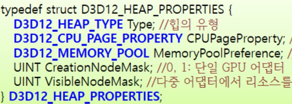 typedef struct D3D12_HEAP_PROPERTIES {
D3D12_HEAP_TYPE Type; //힙의 유형
D3D12_CPU_PAGE_PROPERTY CPUPageProperty; /
D3D12_MEMORY_POOL MemoryPoolPreference; /
UINT CreationNodeMask; //0, 1: 단일 GPU 어댑터
UINT VisibleNodeMask; //다중 어댑터에서 리소스를
} D3D12_HEAP_PROPERTIES;